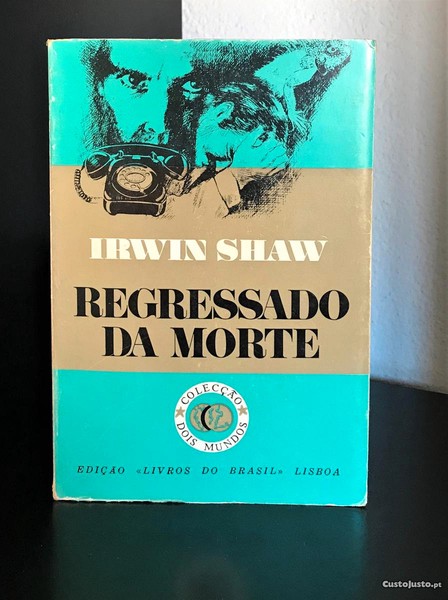 IRWIN SHAW
REGRESSADO
DA MORTE
COLECÇÃO
DOIS MUNDOS
EDIÇÃO «LIVROS DO BRASIL» LISBOA
CustoJusto.pt